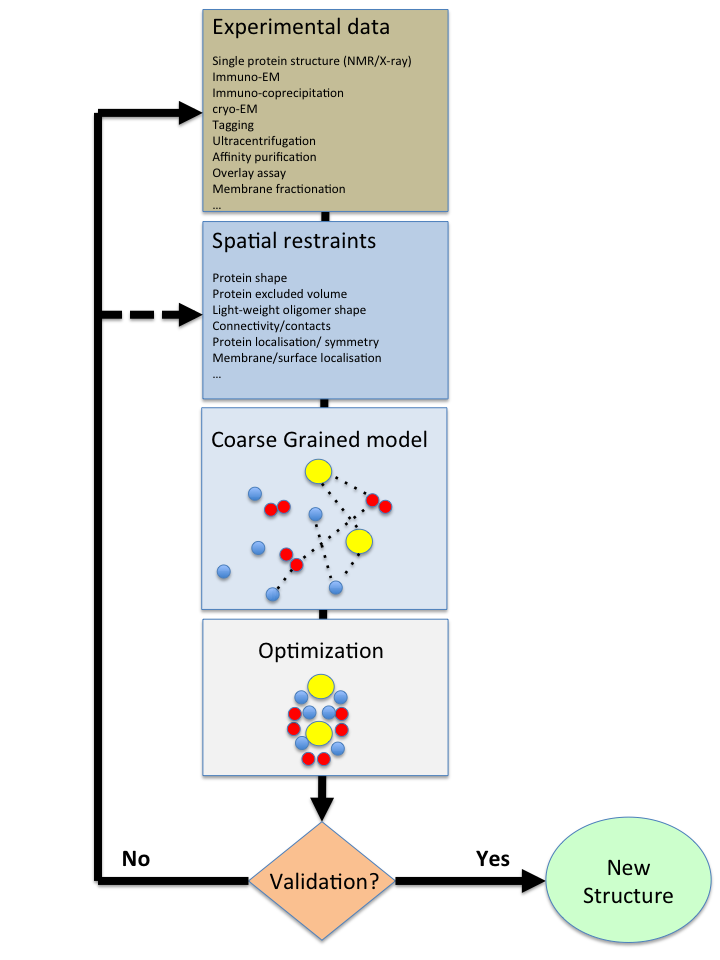 Experimental data
Single protein structure (NMR/X-ray)
Immuno-EM
Immuno-coprecipitation
cryo-EM
Tagging
Ultracentrifugation
Affinity purification
Overlay assay
Membrane fractionation
...
Spatial restraints
Protein shape
Protein excluded volume
Light-weight oligomer shape
Connectivity/contacts
Protein localisation/ symmetry
Membrane/surface localisation
...
Coarse Grained model
Optimization
No
Validation?
Yes
New
Structure